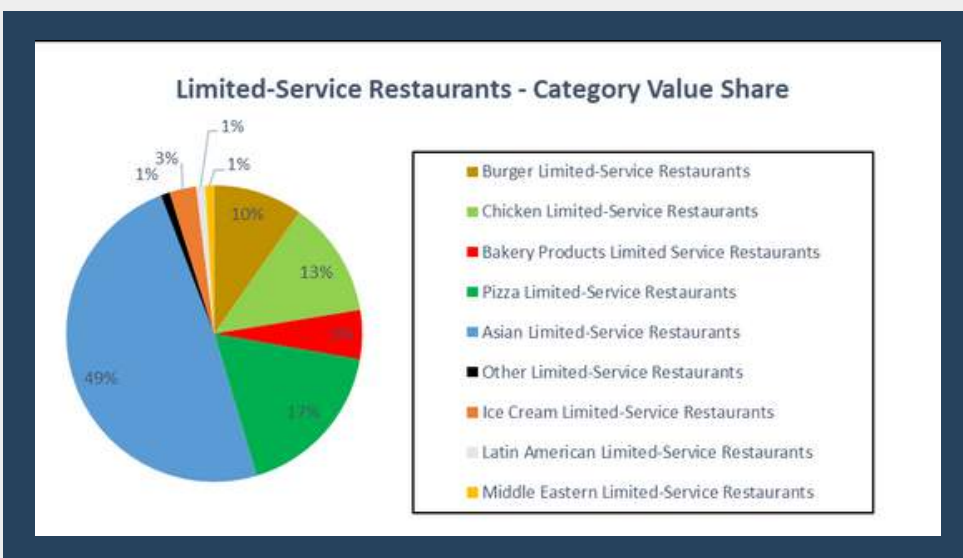 Limited-Service Restaurants - Category Value Share
1%
3%
1%
1%
10%
13%
17%
49%
Burger Limited-Service Restaurants
Chicken Limited-Service Restaurants
Bakery Products Limited Service Restaurants
Pizza Limited-Service Restaurants
Asian Limited-Service Restaurants
Other Limited-Service Restaurants
Ice Cream Limited-Service Restaurants
Latin American Limited-Service Restaurants
Middle Eastern Limited-Service Restaurants